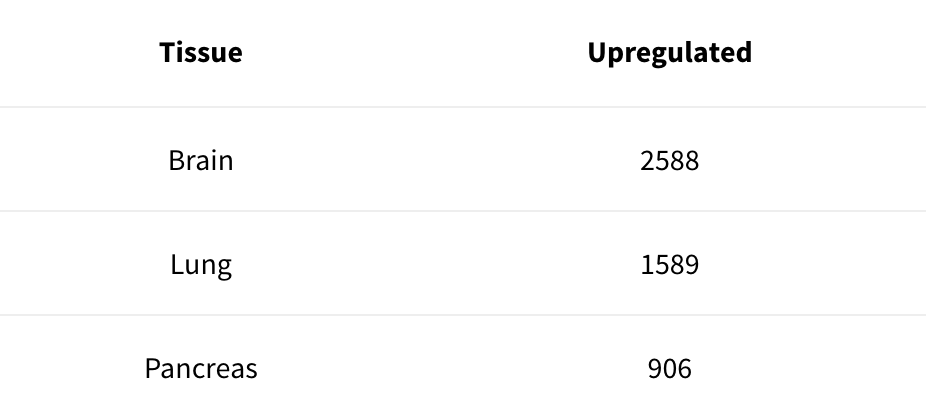 Tissue Upregulated
Brain 2588
Lung 1589
Pancreas 906